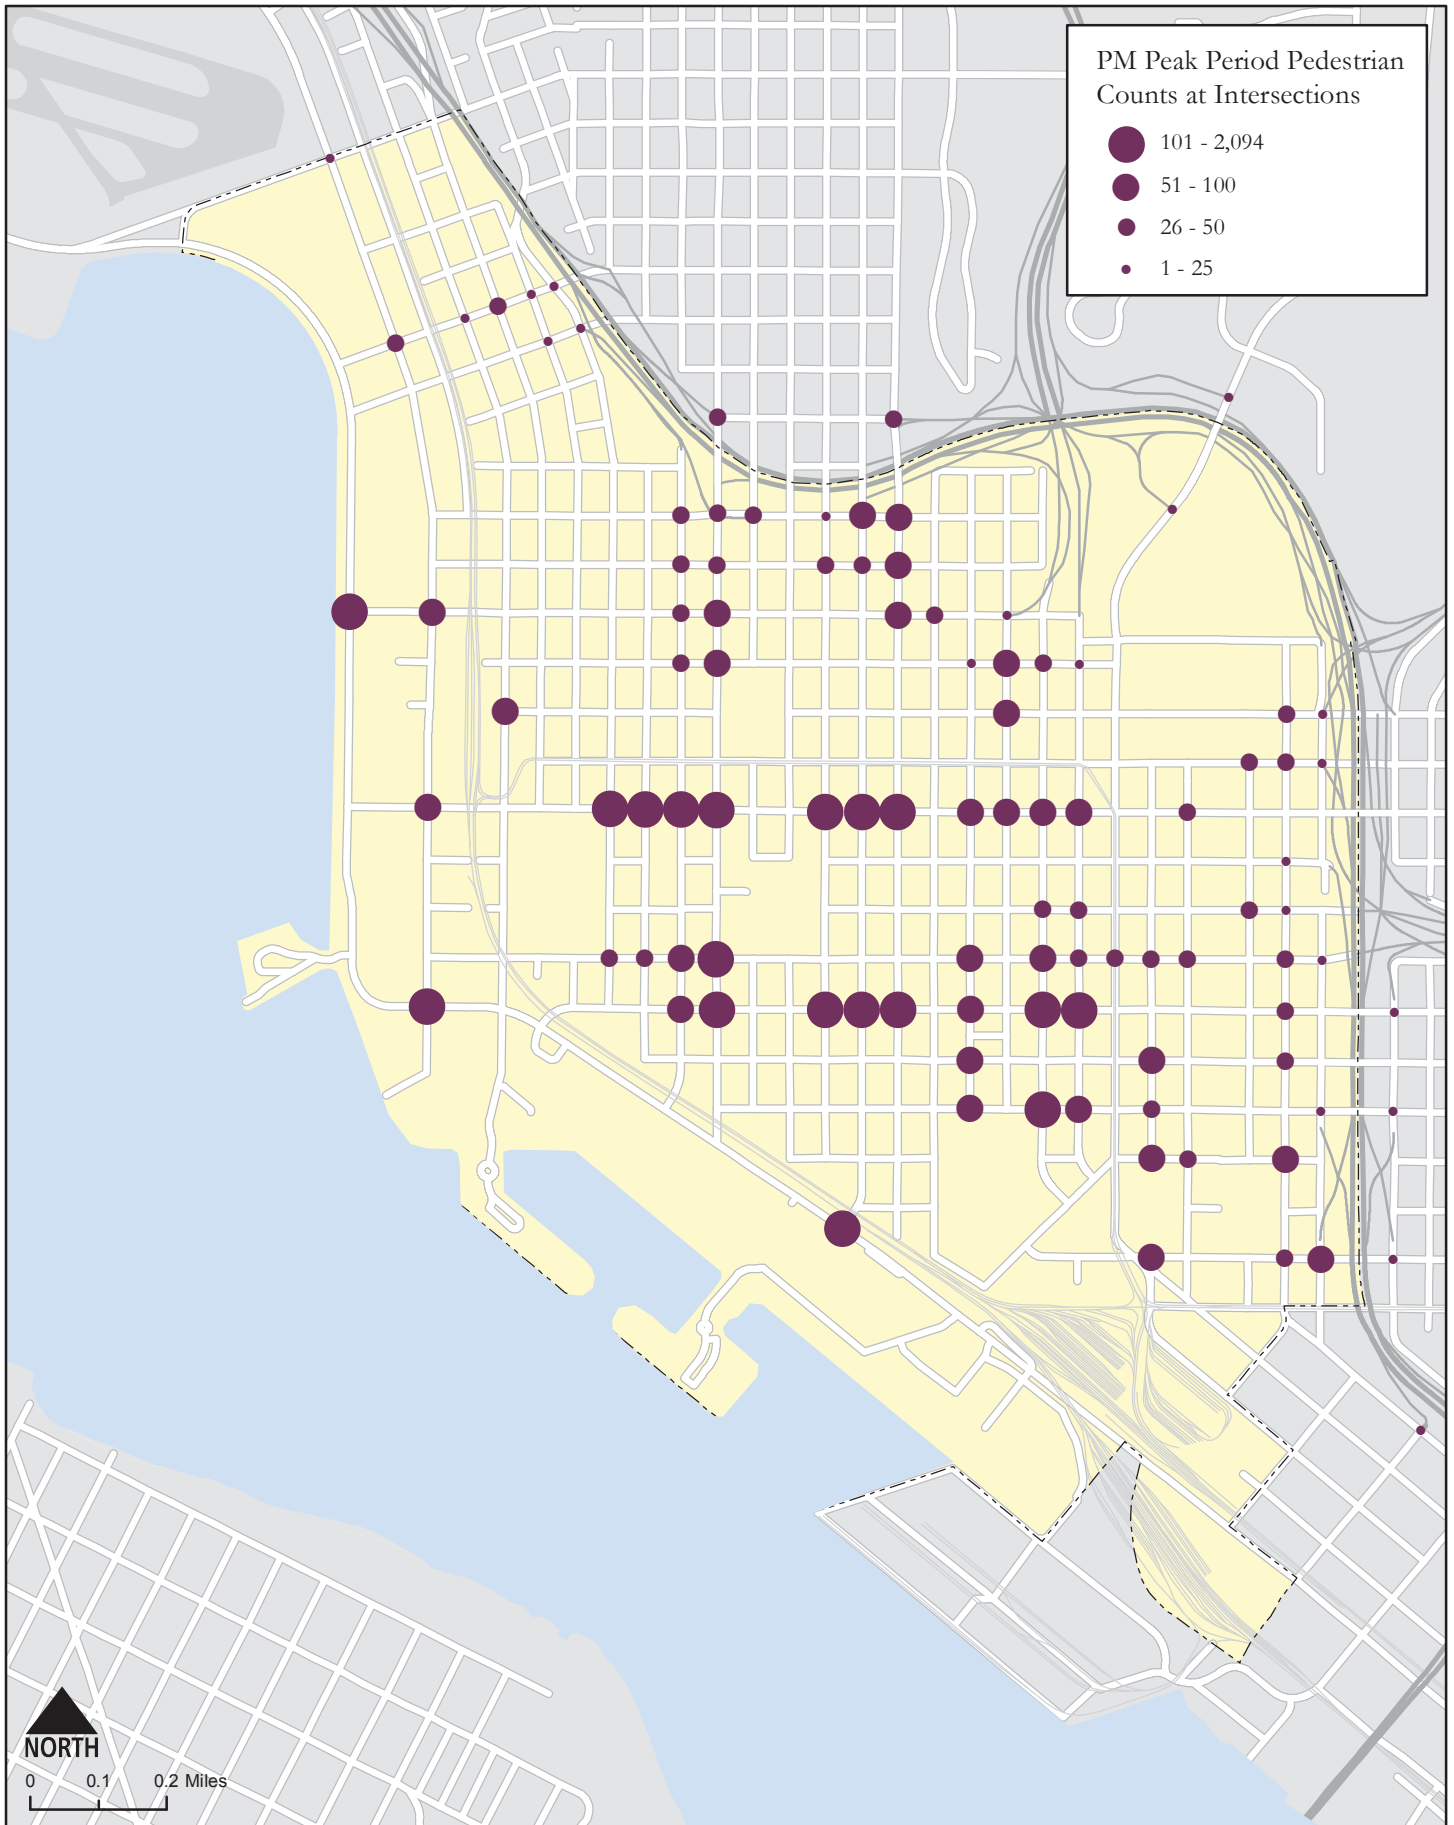 PM Peak Period Pedestrian
Counts at Intersections
101 - 2,094
51 - 100
26 - 50
1 - 25
NORTH
0 0.1 0.2 Miles